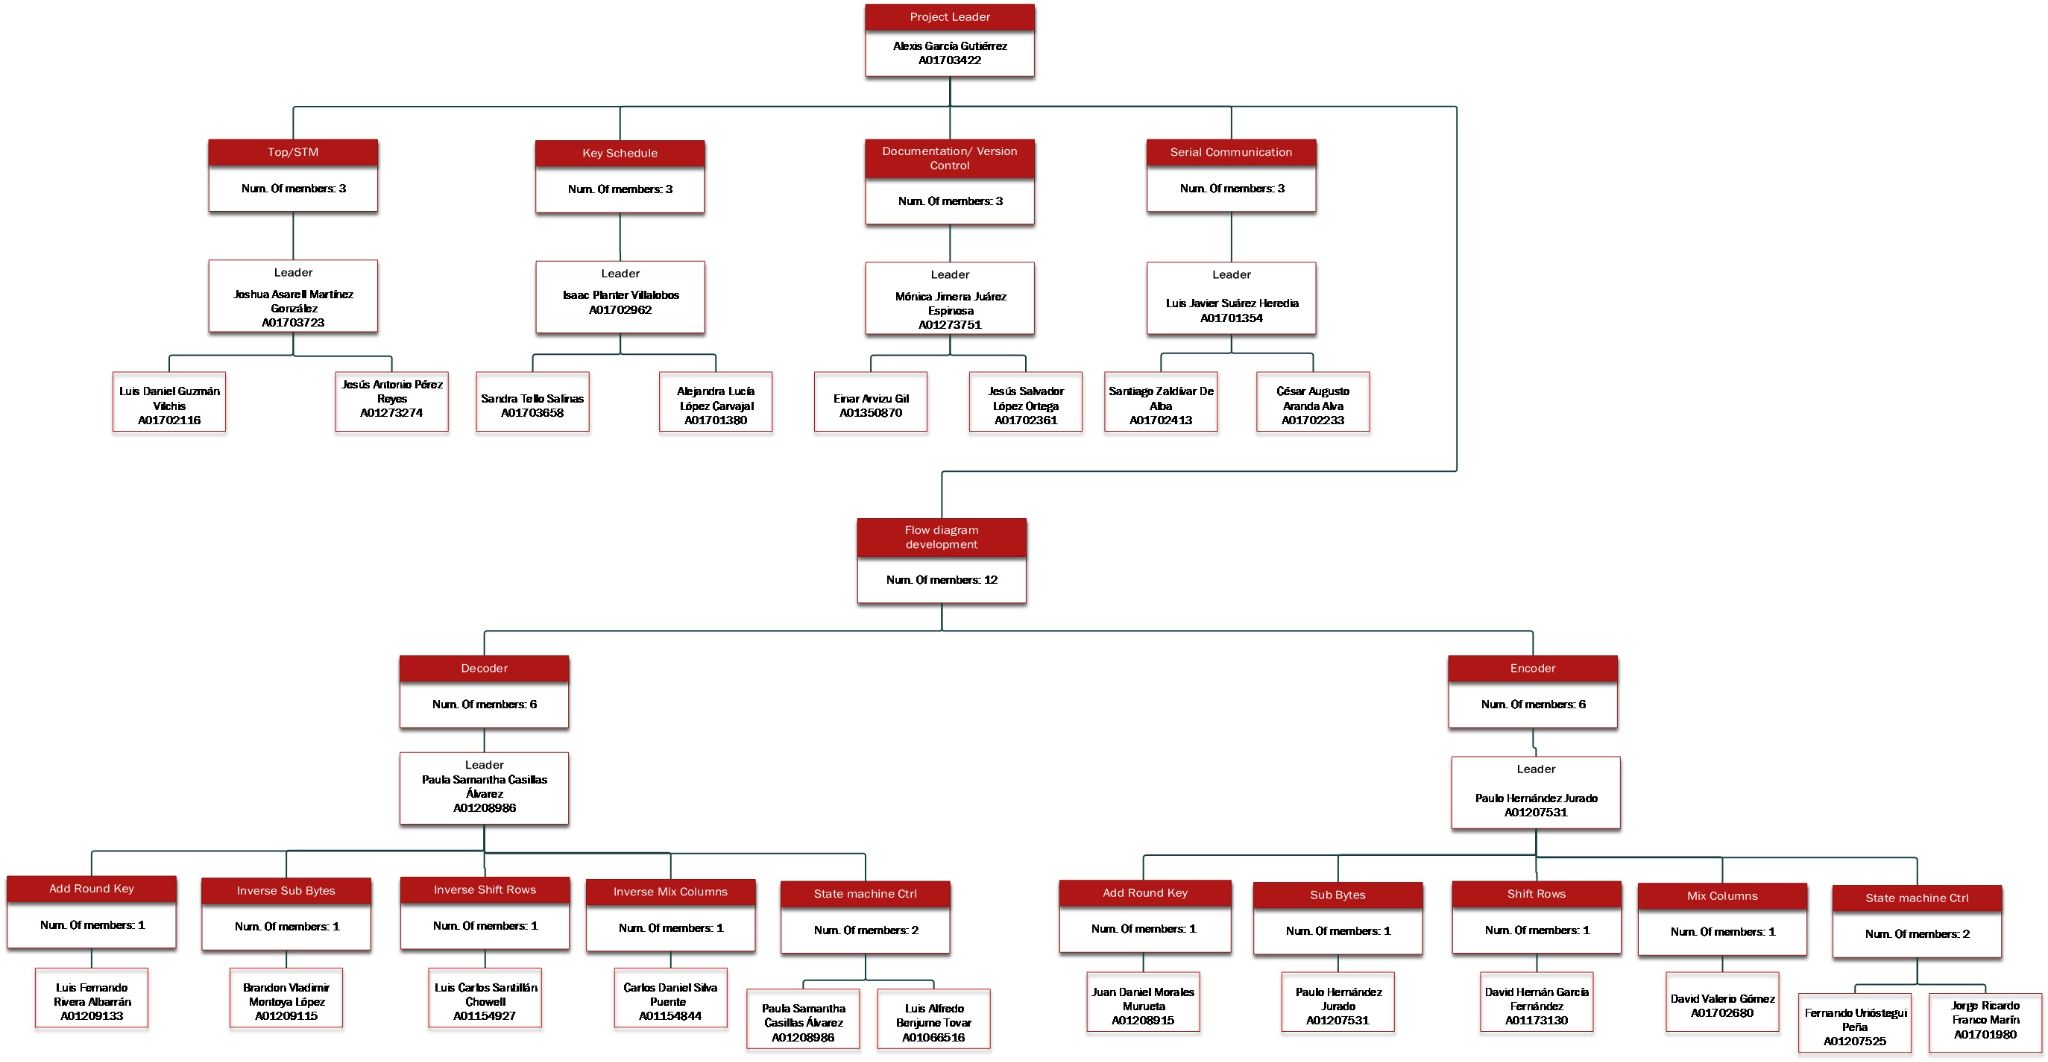 Project Leader
Alexis García Gutiérrez
A01703422
Top/STM
Num. Of members: 3
Key Schedule
Num. Of members: 3
Documentation/ Version
Control
Num. Of members: 3
Serial Communication
Num. Of members: 3
Leader
Joshua Asarell Martínez
González
A01703723
Leader
Isaac Planter Villalobos
A01702962
Leader
Mónica Jimena Juárez
Espinosa
A01273751
Leader
Luis Javier Suárez Heredia
A01701354
Luis Daniel Guzmán
Vilchis
A01702116
Jesús Antonio Pérez
Reyes
A01273274
Sandra Tello Salinas
A01703658
Alejandra Lucía
López Carvajal
A01701380
Einar Arvizu Gil
A01350870
Jesús Salvador
López Ortega
A01702361
Santiago Zaldívar De
Alba
A01702413
César Augusto
Aranda Alva
A01702233
Flow diagram
development
Num. Of members: 12
Decoder
Num. Of members: 6
Encoder
Num. Of members: 6
Leader
Paula Samantha Casillas
Álvarez
A01208986
Leader
Paulo Hernández Jurado
A01207531
Add Round Key
Num. Of members: 1
Inverse Sub Bytes
Num. Of members: 1
Inverse Shift Rows
Num. Of members: 1
Inverse Mix Columns
Num. Of members: 1
State machine Ctrl
Num. Of members: 2
Add Round Key
Num. Of members: 1
Sub Bytes
Num. Of members: 1
Shift Rows
Num. Of members: 1
Mix Columns
Num. Of members: 1
State machine Ctrl
Num. Of members: 2
Luis Fernando
Rivera Albarrán
A01209133
Brandon Vladimir
Montoya López
A01209115
Luis Carlos Santillán
Chowell
A01154927
Carlos Daniel Silva
Puente
A01154844
Paula Samantha
Casillas Álvarez
A01208986
Luis Alfredo
Benjume Tovar
A01066516
Juan Daniel Morales
Murueta
A01208915
Paulo Hernández
Jurado
A01207531
David Hernán García
Fernández
A01173130
David Valerio Gómez
A01702680
Fernando Urióstegui
Peña
A01207525
Jorge Ricardo
Franco Marín
A01701980